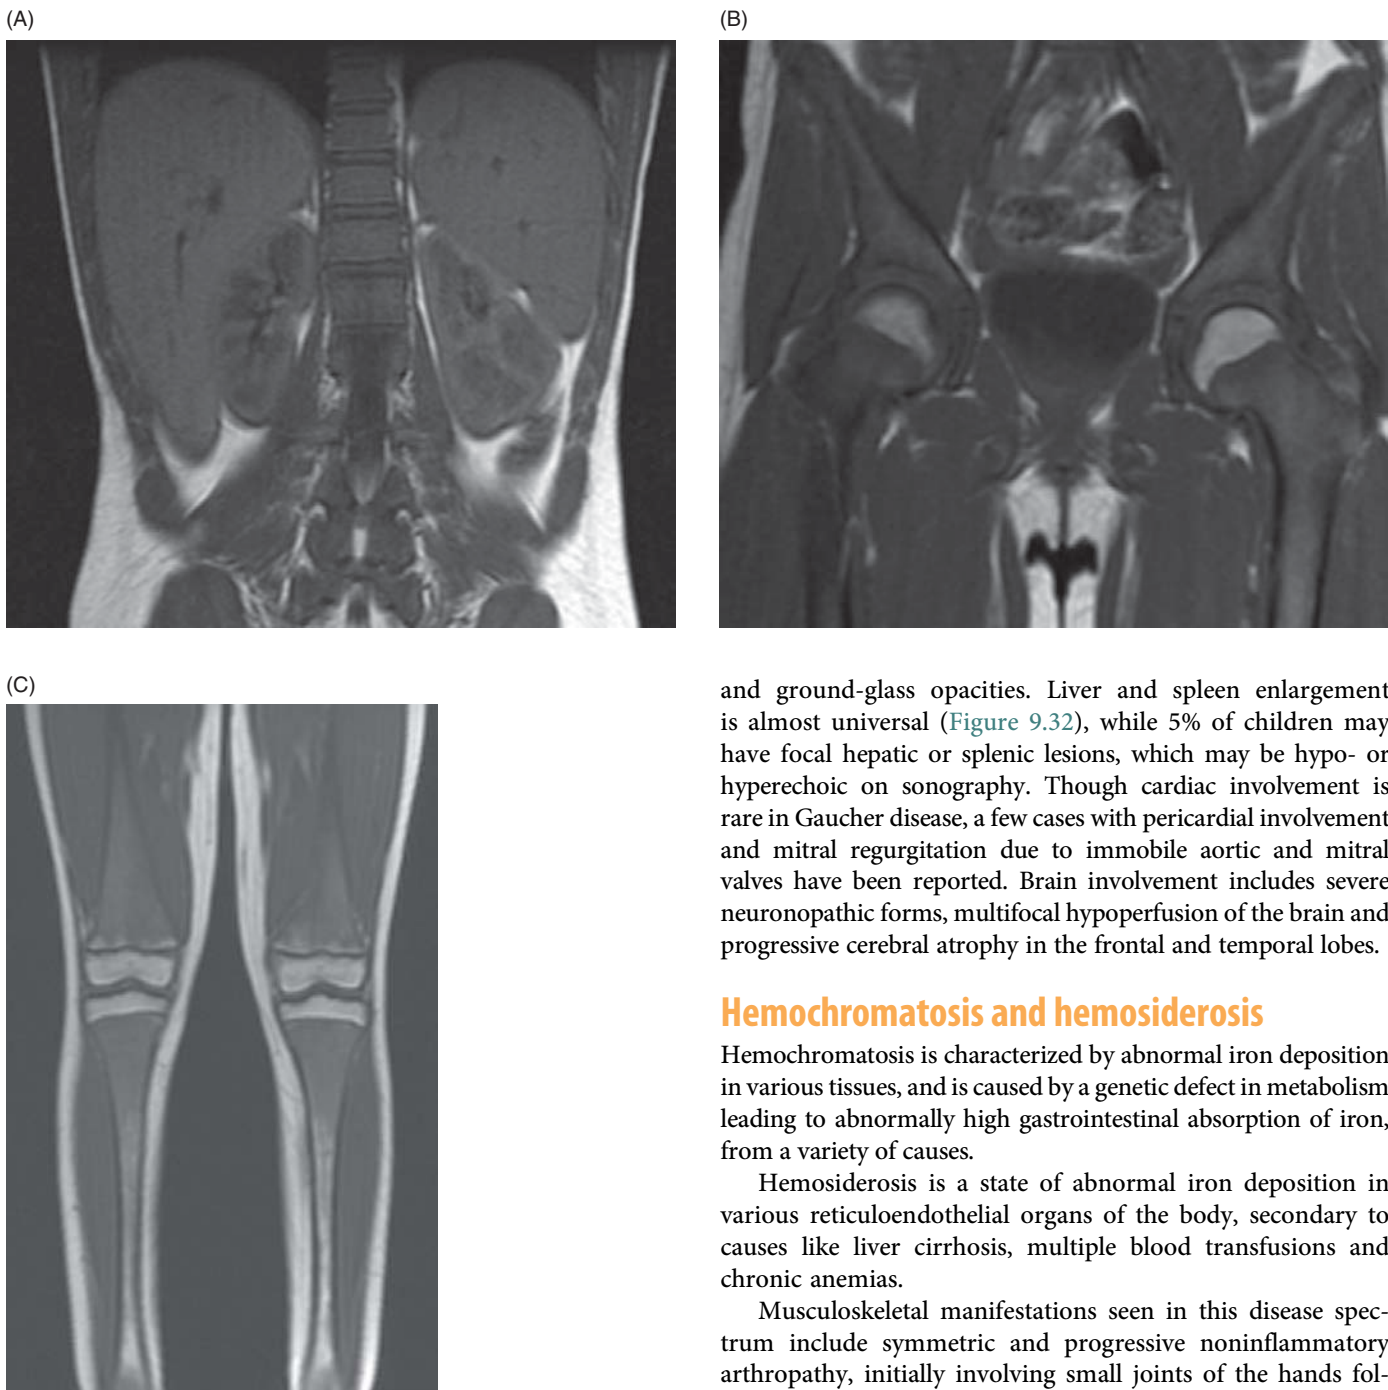 (A)
(B)
(C)
and ground-glass opacities. Liver and spleen enlargement
is almost universal (Figure 9.32), while 5% of children may
have focal hepatic or splenic lesions, which may be hypo- or
hyperechoic on sonography. Though cardiac involvement is
rare in Gaucher disease, a few cases with pericardial involvement
and mitral regurgitation due to immobile aortic and mitral
valves have been reported. Brain involvement includes severe
neuronopathic forms, multifocal hypoperfusion of the brain and
progressive cerebral atrophy in the frontal and temporal lobes.
Hemochromatosis and hemosiderosis
Hemochromatosis is characterized by abnormal iron deposition
in various tissues, and is caused by a genetic defect in metabolism
leading to abnormally high gastrointestinal absorption of iron,
from a variety of causes.
Hemosiderosis is a state of abnormal iron deposition in
various reticuloendothelial organs of the body, secondary to
causes like liver cirrhosis, multiple blood transfusions and
chronic anemias.
Musculoskeletal manifestations seen in this disease spec-
trum include symmetric and progressive noninflammatory
arthropathy, initially involving small joints of the hands fol-